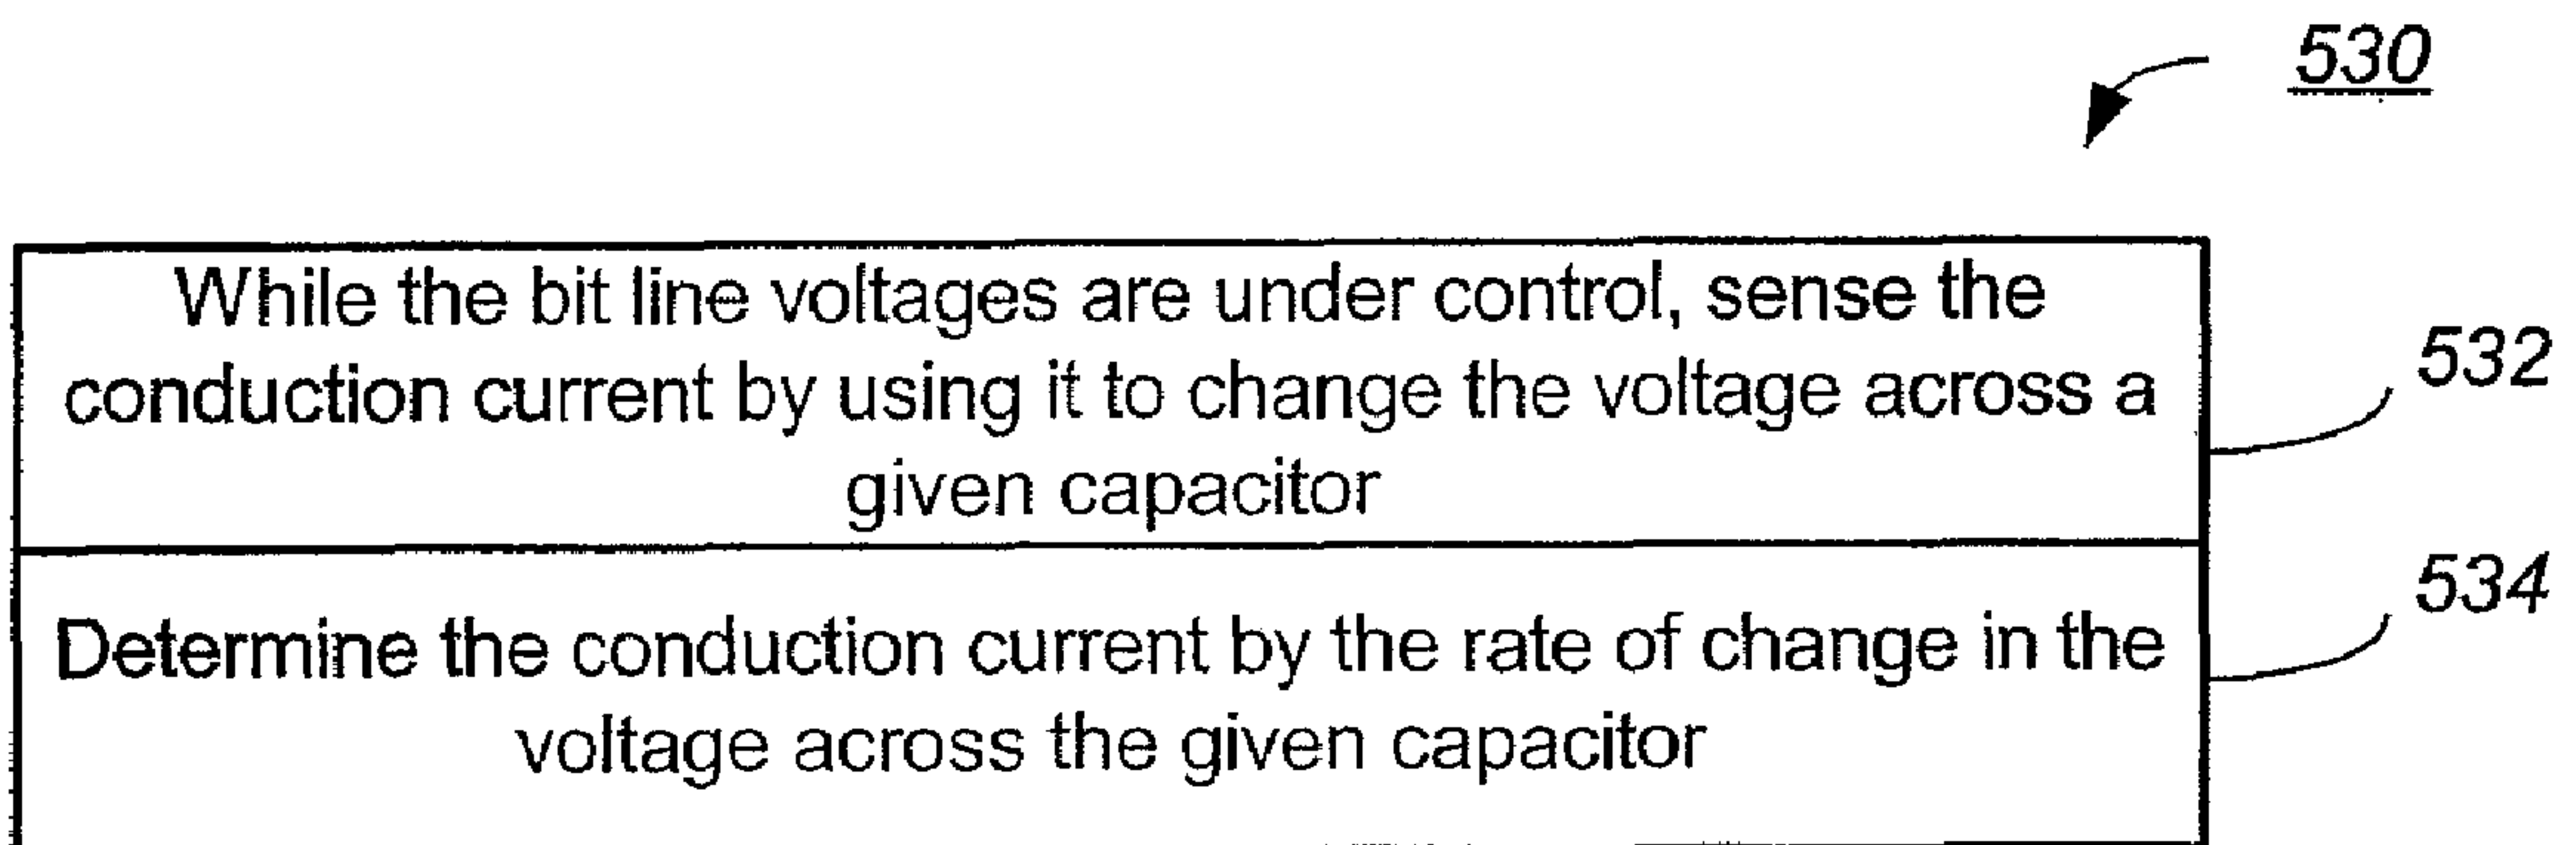 530
While the bit line voltages are under control, sense the
conduction current by using it to change the voltage across a
given capacitor
532
Determine the conduction current by the rate of change in the
voltage across the given capacitor
534